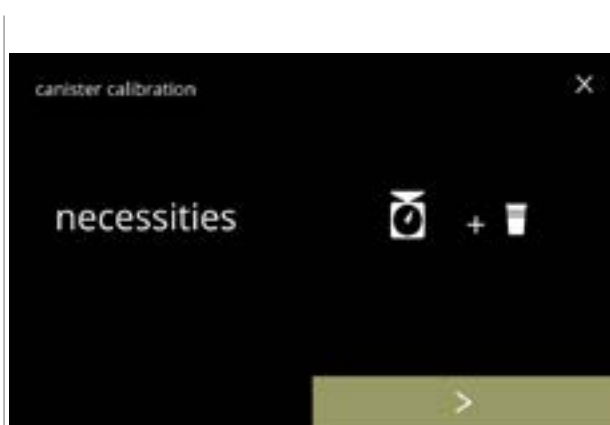 canister calibration
necessities
+
>